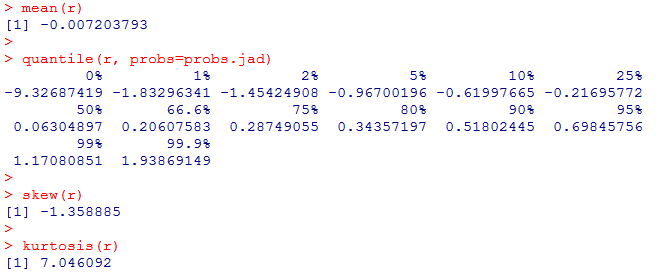 > mean(r)
[1] -0.007203793
>
> quantile(r, probs=probs.jad)
0% 1% 2% 5% 10% 25%
-9.32687419 -1.83296341 -1.45424908 -0.96700196 -0.61997665 -0.21695772
50% 66.6% 75% 80% 90% 95%
0.06304897 0.20607583 0.28749055 0.34357197 0.51802445 0.69845756
99% 99.9%
1.17080851 1.93869149
>
> skew(r)
[1] -1.358885
>
> kurtosis(r)
[1] 7.046092